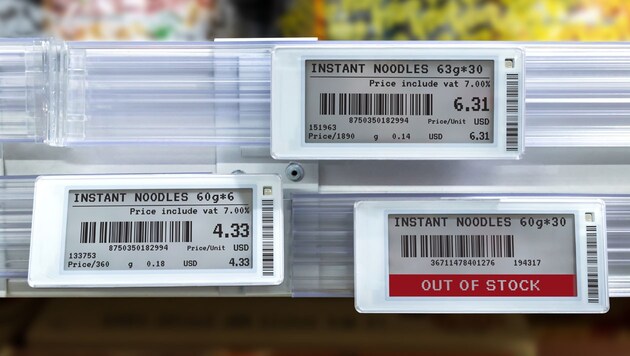 INSTANT NOODLES 63g*30
Price include vat 7.00%
6.31
8750350182994 Price/Unit USD
151963
Price/1890 g 0.14 USD 6.31
INSTANT NOODLES 60g*6
Price include vat 7.00%
4.33
8750350182994 Price/Unit USD
133753
Price/360 g 0.18 USD 4.33
INSTANT NOODLES 60g*30
36711478401276 194317
OUT OF STOCK